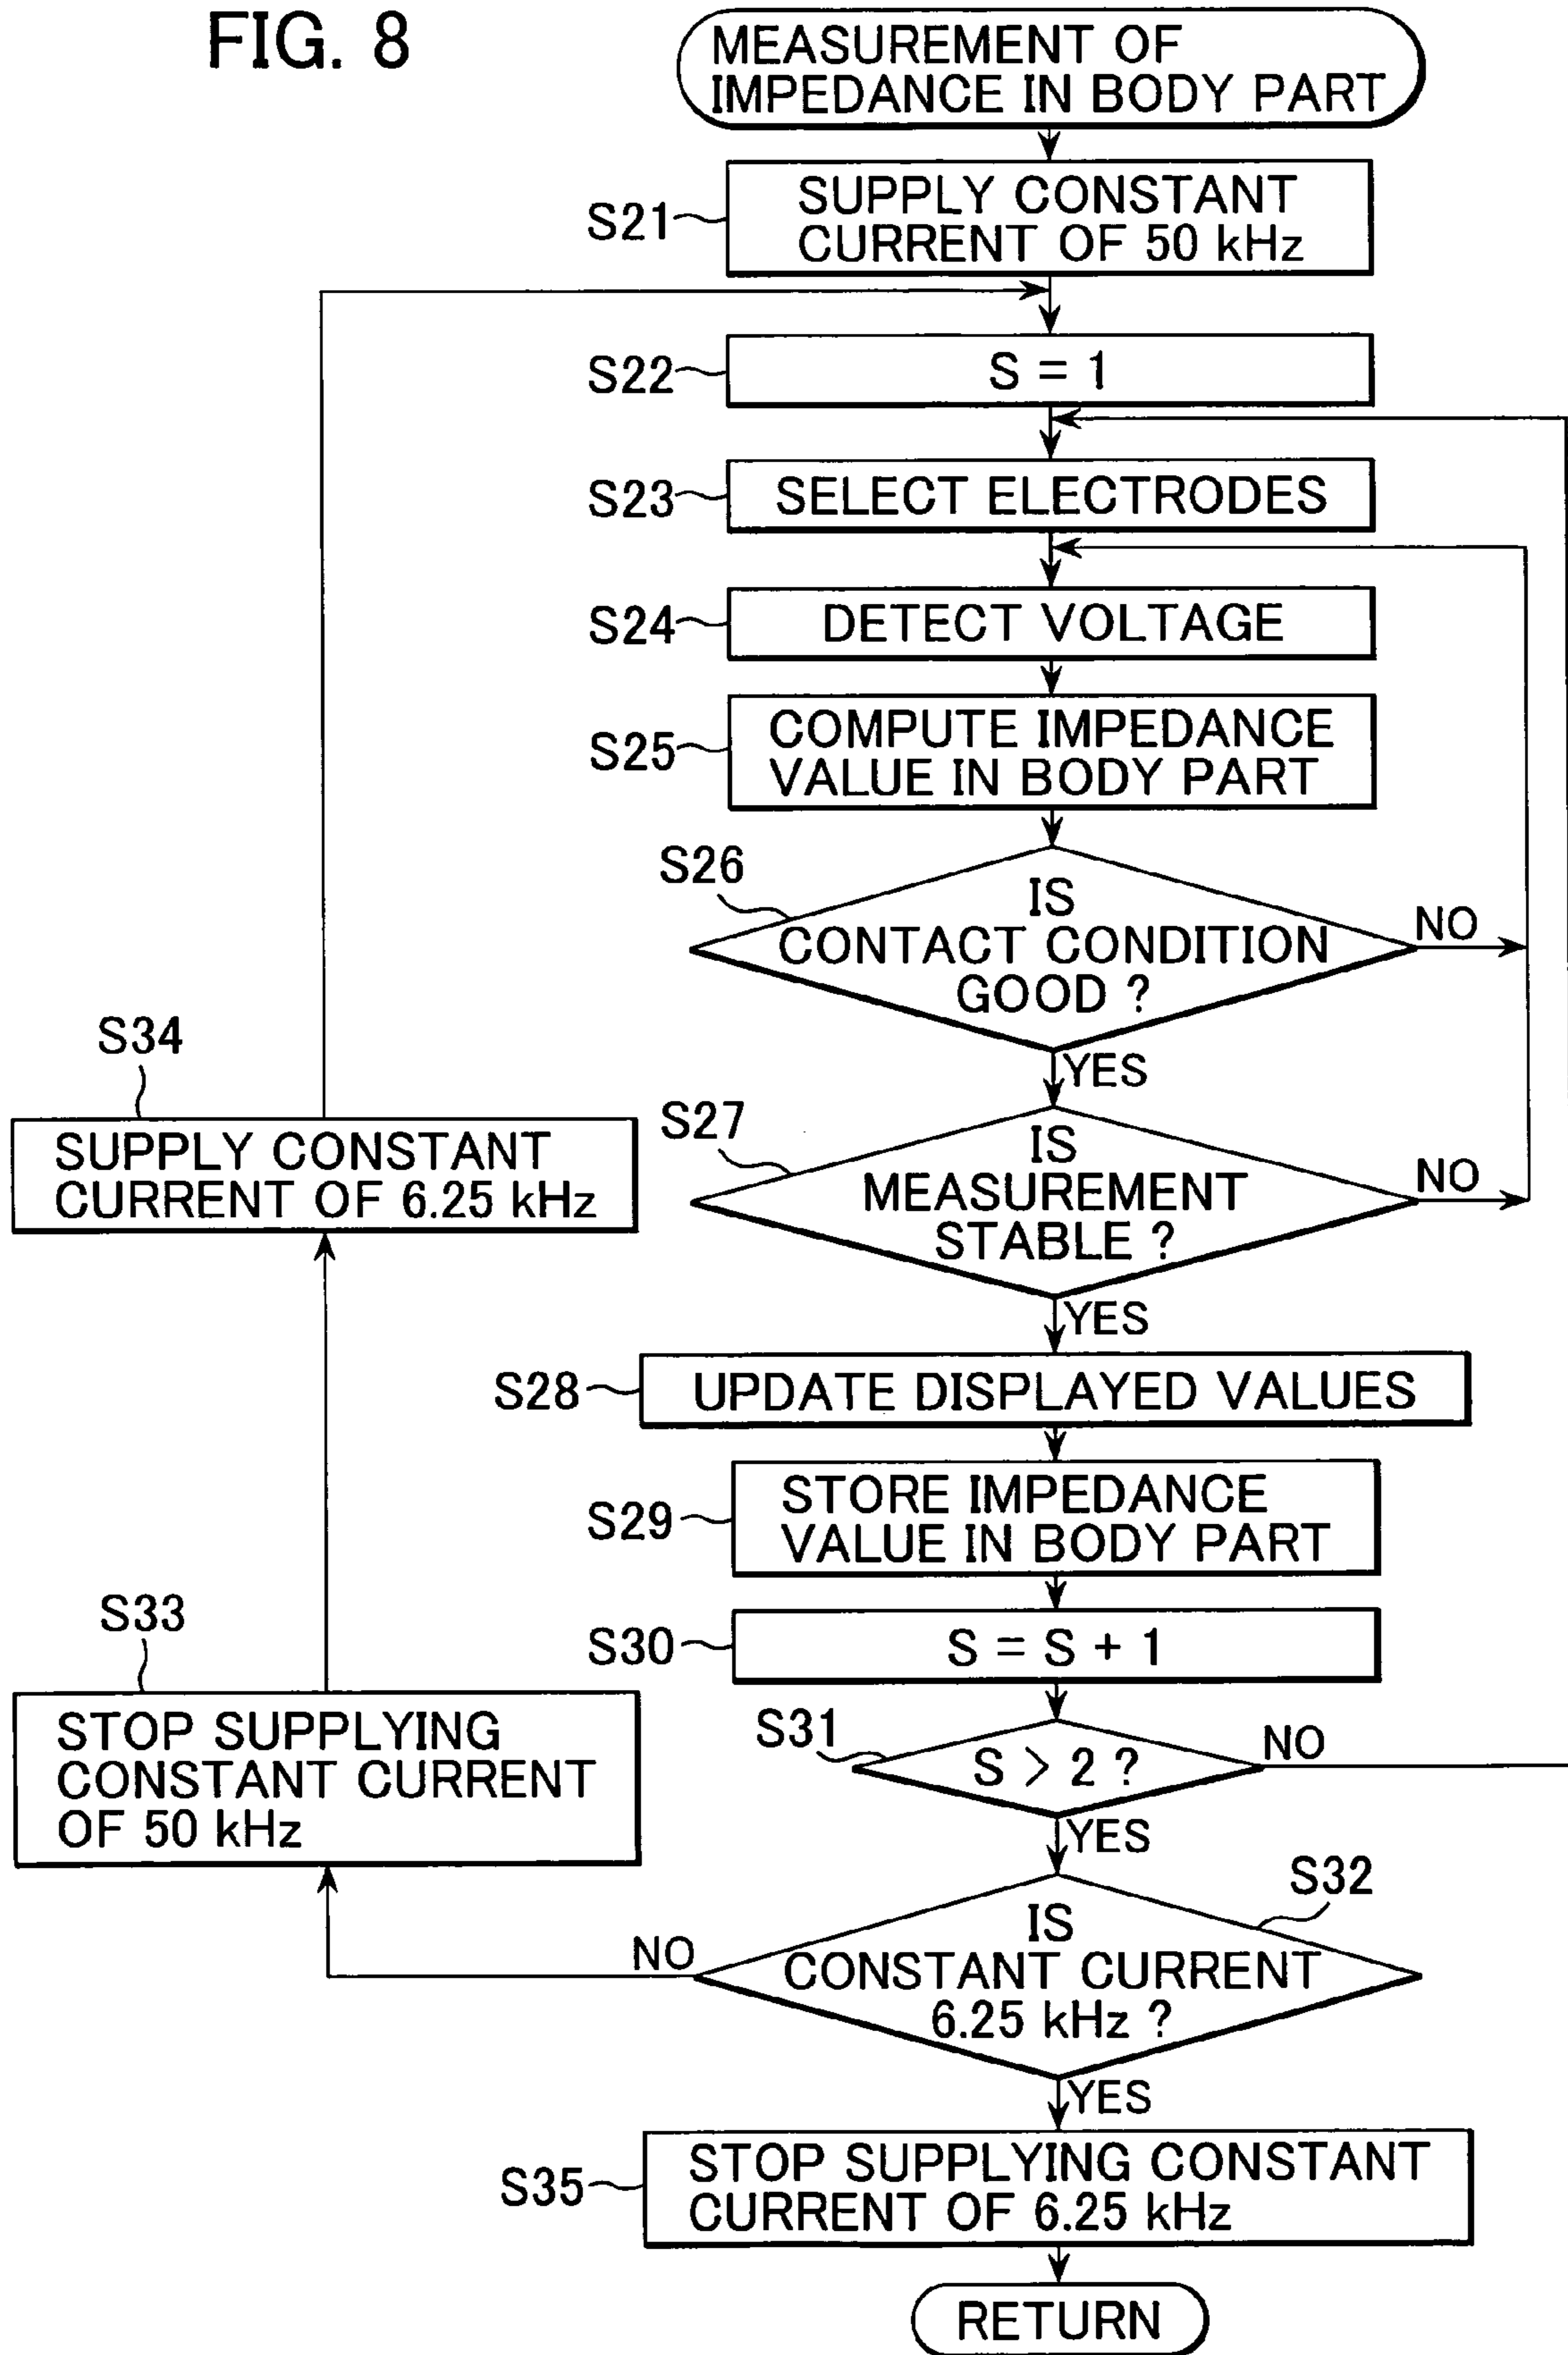 FIG. 8
MEASUREMENT OF
IMPEDANCE IN BODY PART
S21
SUPPLY CONSTANT
CURRENT OF 50 kHz
S22
S = 1
S23
SELECT ELECTRODES
S24
DETECT VOLTAGE
S25
COMPUTE IMPEDANCE
VALUE IN BODY PART
S26
IS
CONTACT CONDITION
GOOD ?
NO
YES
S27
IS
MEASUREMENT
STABLE ?
NO
YES
S28
UPDATE DISPLAYED VALUES
S29
STORE IMPEDANCE
VALUE IN BODY PART
S30
S = S + 1
S31
S > 2 ?
NO
YES
S32
IS
CONSTANT CURRENT
6.25 kHz ?
NO
YES
S33
STOP SUPPLYING
CONSTANT CURRENT
OF 50 kHz
S34
SUPPLY CONSTANT
CURRENT OF 6.25 kHz
S35
STOP SUPPLYING CONSTANT
CURRENT OF 6.25 kHz
RETURN